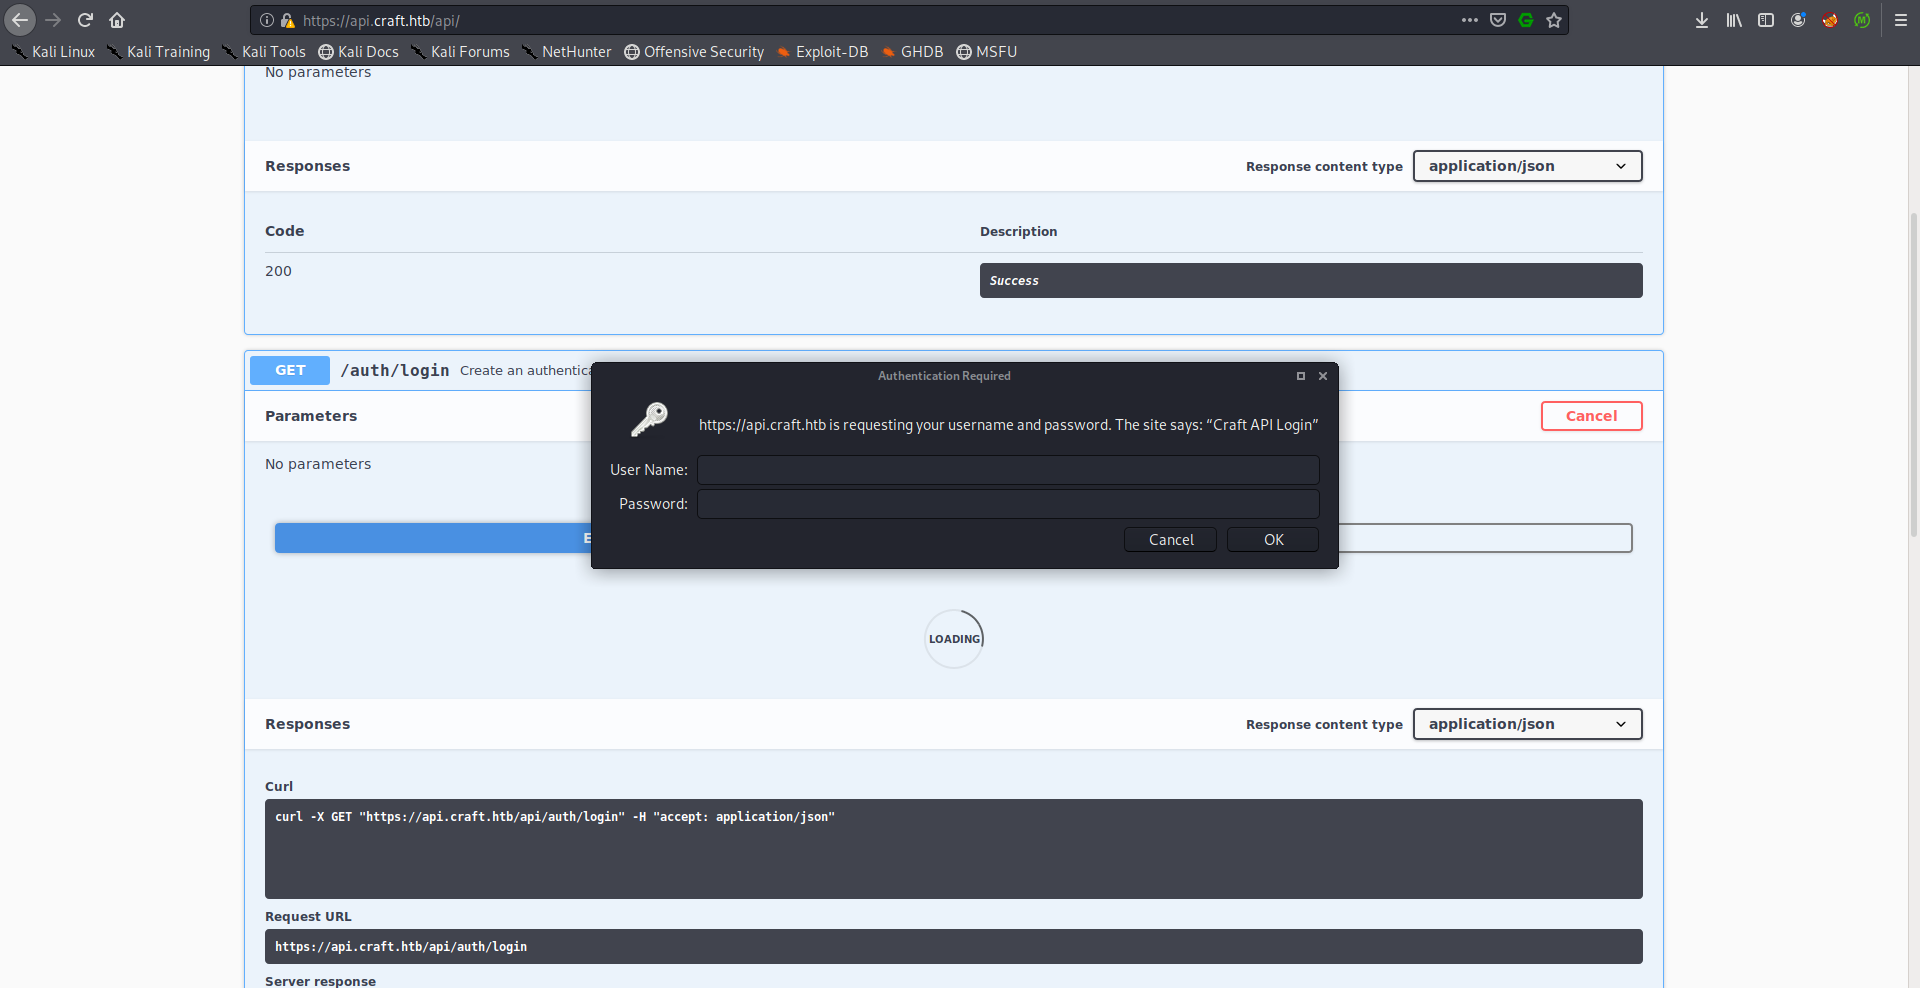 https://api.craft.htb/api/
Kali Linux Kali Training Kali Tools Kali Docs Kali Forums NetHunter Offensive Security Exploit-DB GHDB MSFU
No parameters
Responses Response content type application/json
Code Description
200 Success
GET /auth/login Create an authentica
Authentication Required
https://api.craft.htb is requesting your username and password. The site says: “Craft API Login”
User Name:
Password:
Cancel OK
Parameters Cancel
No parameters
E
LOADING
Responses Response content type application/json
Curl
curl -X GET "https://api.craft.htb/api/auth/login" -H "accept: application/json"
Request URL
https://api.craft.htb/api/auth/login
Server response